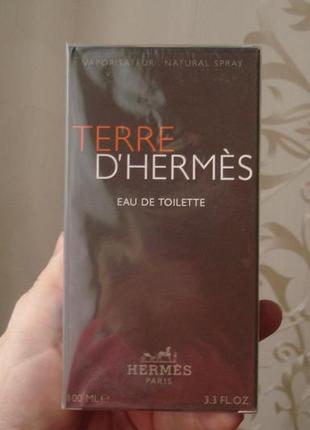 VAPORISATEUR . NATURAL SPRAY
TERRE
D'HERMÈS
EAU DE TOILETTE
HERMÈS
PARIS
100 ML℮ 3.3 FL.OZ.